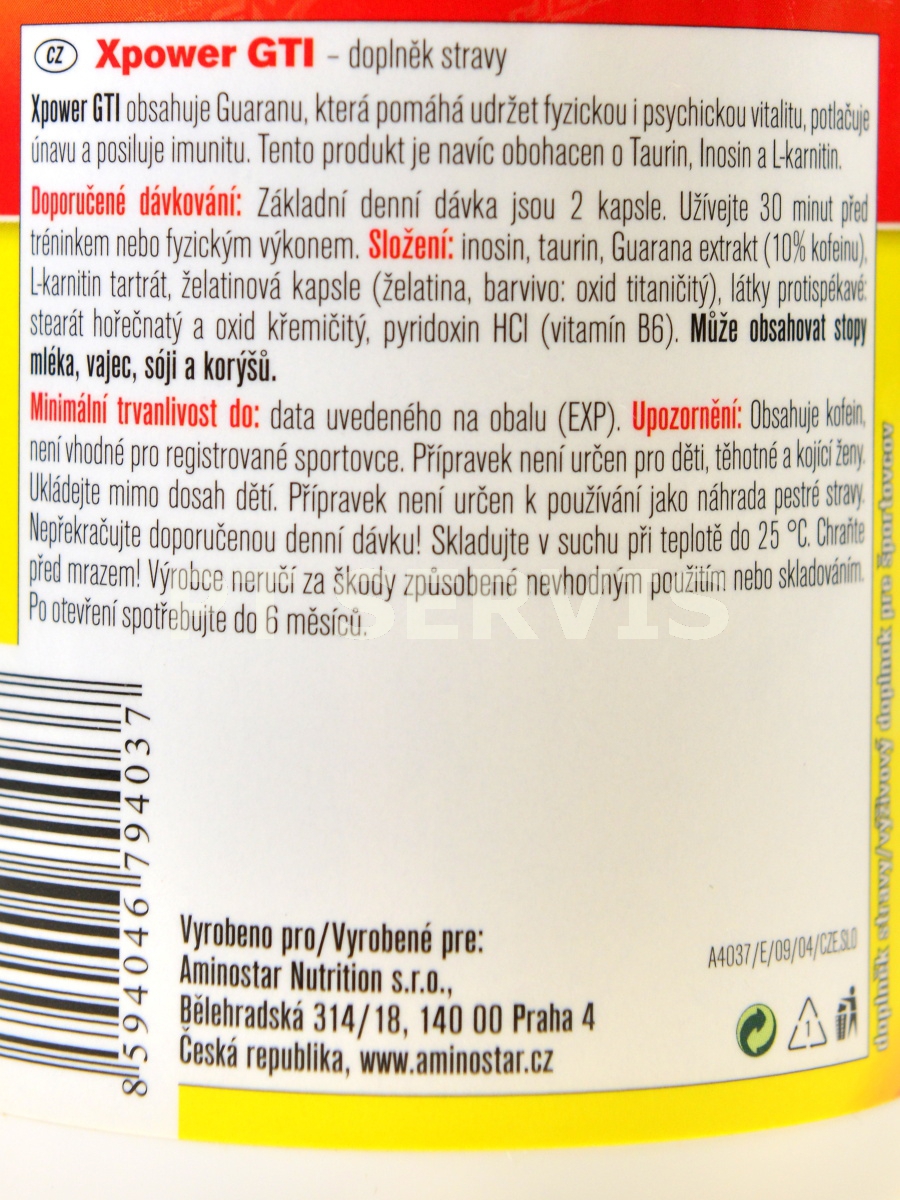 CZ Xpower GTI – doplněk stravy
Xpower GTI obsahuje Guaranu, která pomáhá udržet fyzickou i psychickou vitalitu, potlačuje
únavu a posiluje imunitu. Tento produkt je navíc obohacen o Taurin, Inosin a L-karnitin.
Doporučené dávkování: Základní denní dávka jsou 2 kapsle. Užívejte 30 minut před
tréninkem nebo fyzickým výkonem. Složení: inosin, taurin, Guarana extrakt (10% kofeinu),
L-karnitin tartrát, želatinová kapsle (želatina, barvivo: oxid titaničitý), látky protispékavé:
stearát hořečnatý a oxid křemičitý, pyridoxin HCl (vitamín B6). Může obsahovat stopy
mléka, vajec, sóji a korýšů.
Minimální trvanlivost do: data uvedeného na obalu (EXP). Upozornění: Obsahuje kofein,
není vhodné pro registrované sportovce. Přípravek není určen pro děti, těhotné a kojící ženy.
Ukládejte mimo dosah dětí. Přípravek není určen k používání jako náhrada pestré stravy.
Nepřekračujte doporučenou denní dávku! Skladujte v suchu při teplotě do 25 °C. Chraňte
před mrazem! Výrobce neručí za škody způsobené nevhodným použitím nebo skladováním.
Po otevření spotřebujte do 6 měsíců.
SERVIS
8594046794037
Vyrobeno pro/Vyrobené pre:
Aminostar Nutrition s.r.o.,
Bělehradská 314/18, 140 00 Praha 4
Česká republika, www.aminostar.cz
A4037/E/09/04/CZE,SLO
1
doplněk stravy/výživový doplnok pre športovcov